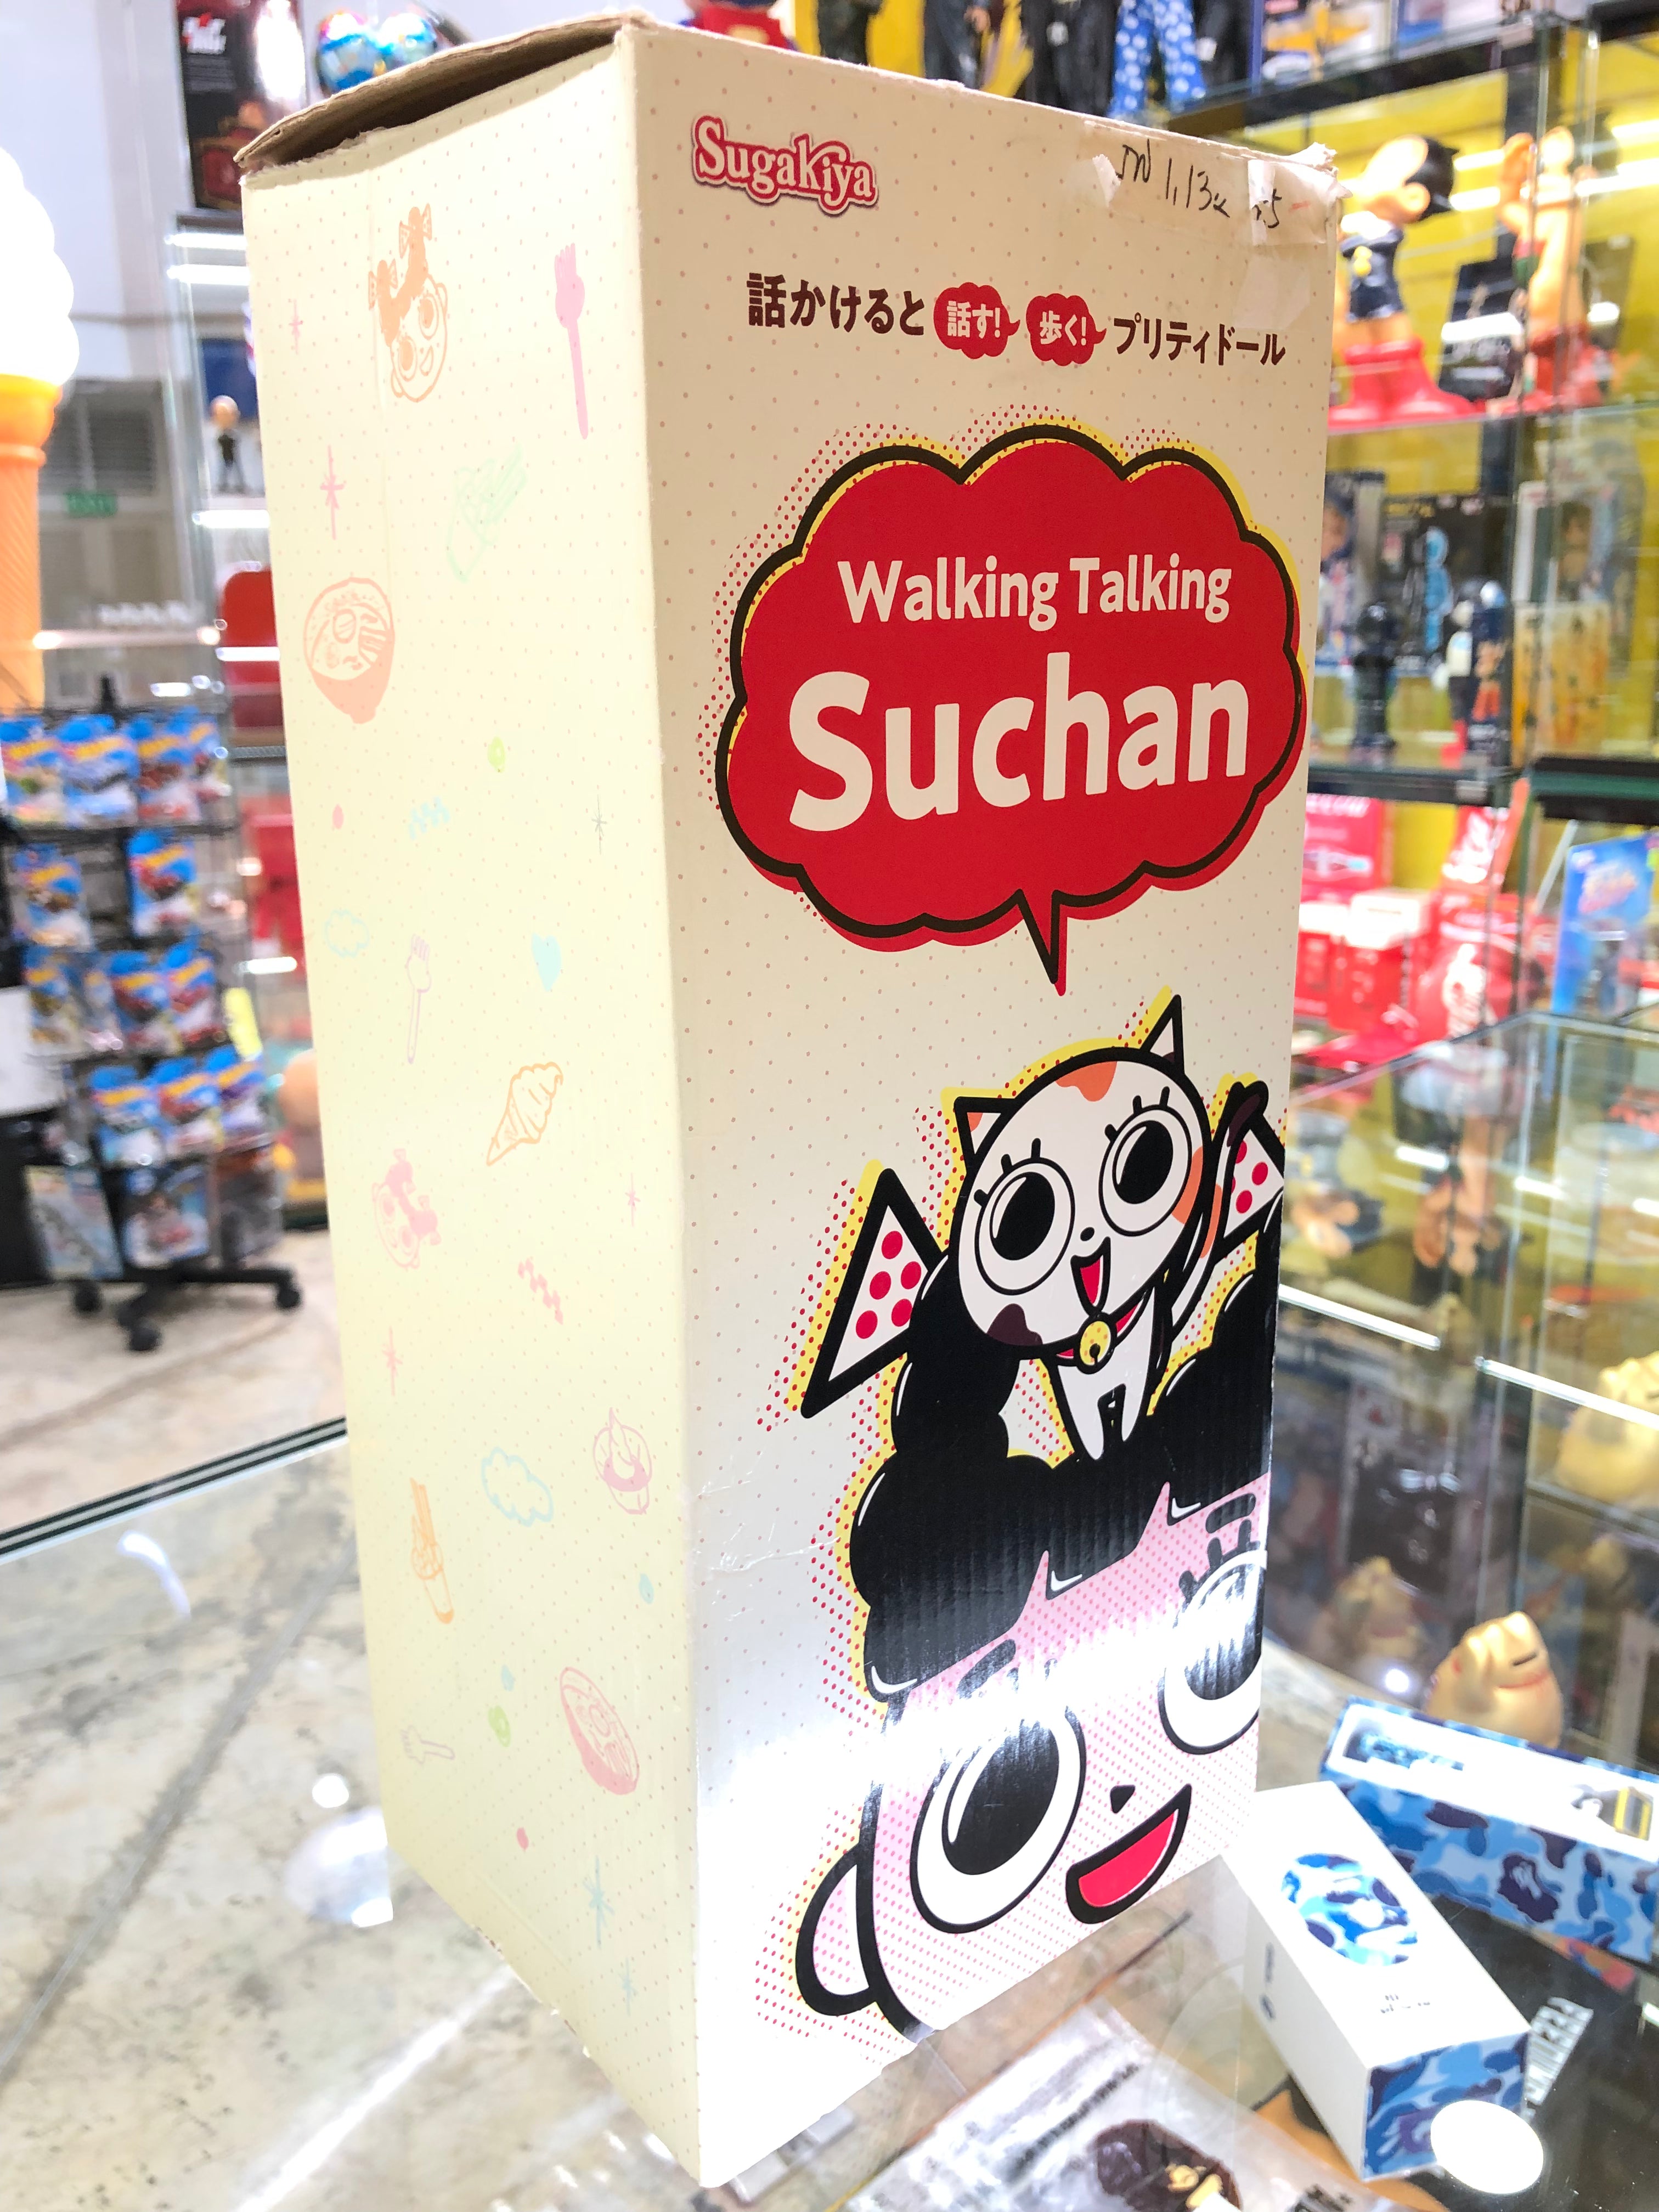 Sugakiya
話かけると 話す! 歩く! プリティドール
Walking Talking
Suchan